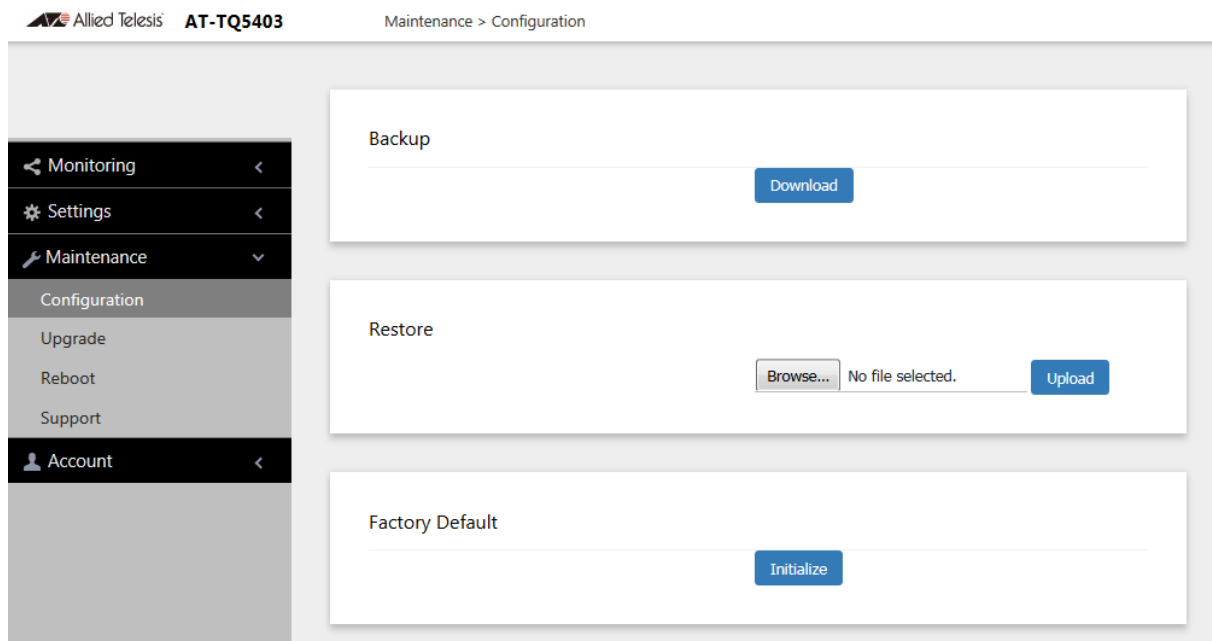 Allied Telesis AT-TQ5403 Maintenance > Configuration
Monitoring
Settings
Maintenance
Configuration
Upgrade
Reboot
Support
Account
Backup
Download
Restore
Browse... No file selected. Upload
Factory Default
Initialize